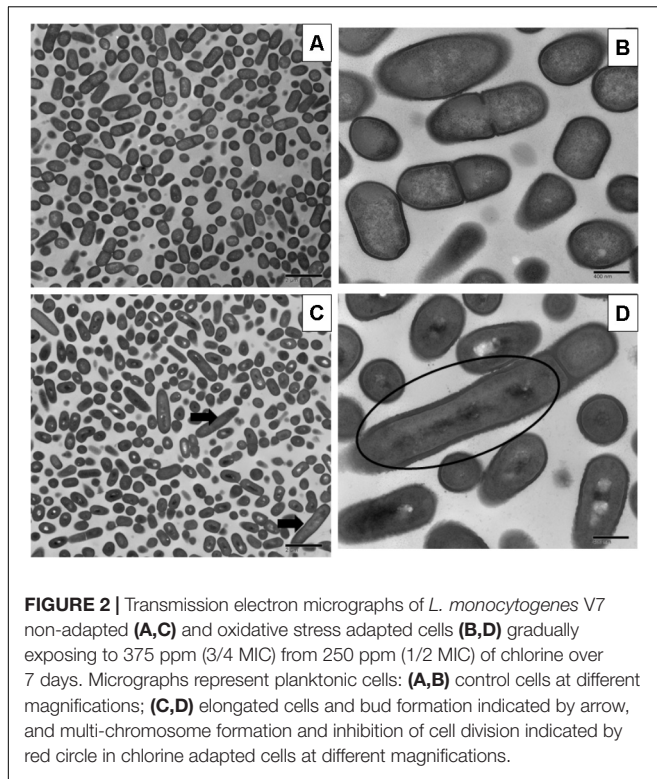 A
B
400 nm
C
D
FIGURE 2 | Transmission electron micrographs of L. monocytogenes V7
non-adapted (A,C) and oxidative stress adapted cells (B,D) gradually
exposing to 375 ppm (3/4 MIC) from 250 ppm (1/2 MIC) of chlorine over
7 days. Micrographs represent planktonic cells: (A,B) control cells at different
magnifications; (C,D) elongated cells and bud formation indicated by arrow,
and multi-chromosome formation and inhibition of cell division indicated by
red circle in chlorine adapted cells at different magnifications.